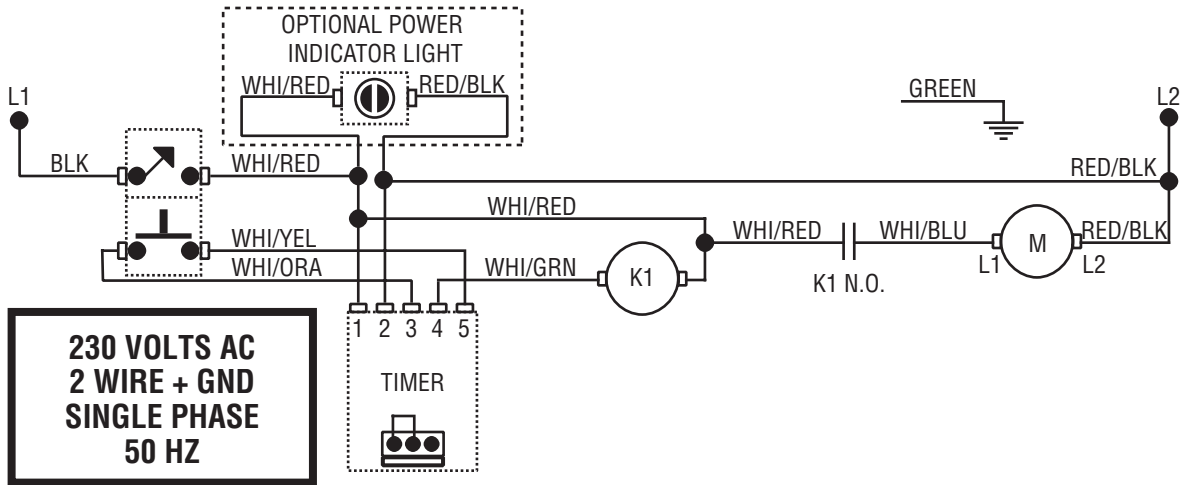 OPTIONAL POWER
INDICATOR LIGHT
WHI/RED
RED/BLK
L1
GREEN
L2
BLK
WHI/RED
RED/BLK
WHI/RED
WHI/YEL
WHI/RED
WHI/BLU
M
RED/BLK
L1
L2
WHI/ORA
WHI/GRN
K1
K1 N.O.
1 2 3 4 5
TIMER
230 VOLTS AC
2 WIRE + GND
SINGLE PHASE
50 HZ